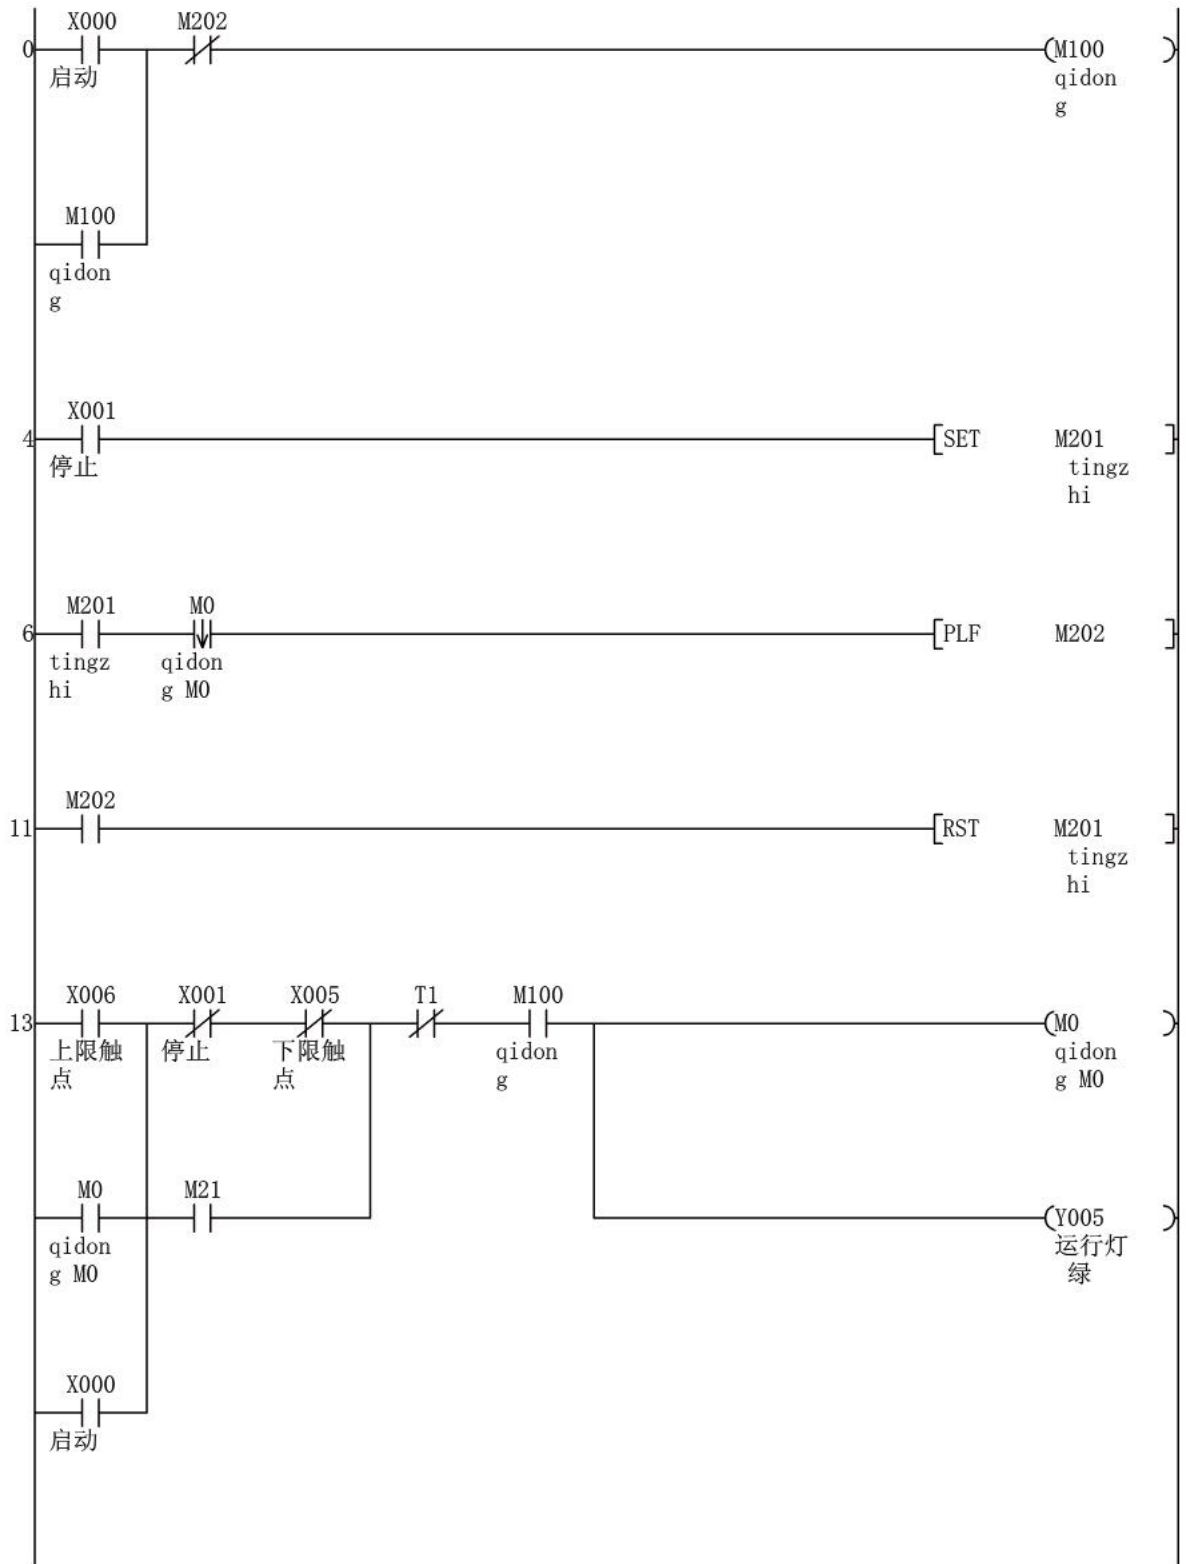 X000 M202
0 (M100 )
启动 qidon
g
M100
qidon
g
X001
4 [SET M201 ]
停止 tingz
hi
M201 M0
6 [PLF M202 ]
tingz qidon
hi g M0
M202
11 [RST M201 ]
tingz
hi
X006 X001 X005 T1 M100
13 (M0 )
上限触 停止 下限触 qidon qidon
点 点 g g M0
M0 M21
(Y005 )
qidon 运行灯
g M0 绿
X000
启动